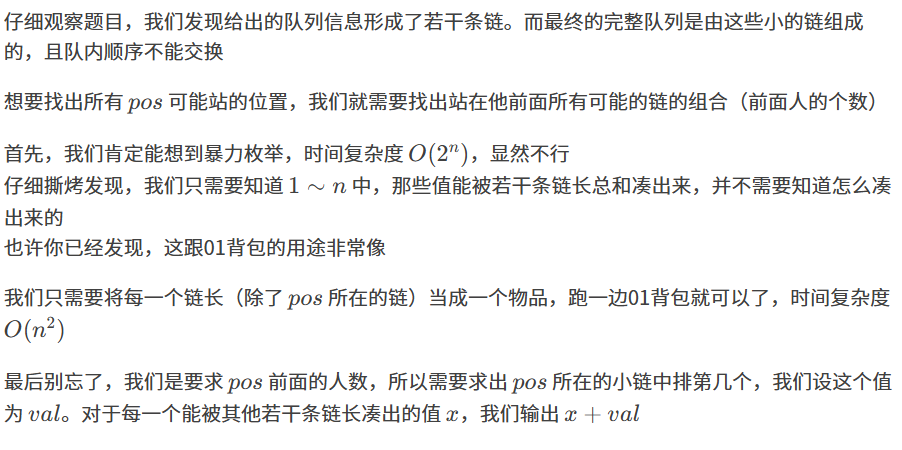 仔细观察题目，我们发现给出的队列信息形成了若干条链。而最终的完整队列是由这些小的链组成
的，且队内顺序不能交换
想要找出所有 pos 可能站的位置，我们就需要找出站在他前面所有可能的链的组合（前面人的个数）
首先，我们肯定能想到暴力枚举，时间复杂度 O(2ⁿ)，显然不行
仔细撕烤发现，我们只需要知道 1 ∼ n 中，那些值能被若干条链长总和凑出来，并不需要知道怎么凑
出来的
也许你已经发现，这跟01背包的用途非常像
我们只需要将每一个链长（除了 pos 所在的链）当成一个物品，跑一边01背包就可以了，时间复杂度
O(n²)
最后别忘了，我们是要求 pos 前面的人数，所以需要求出 pos 所在的小链中排第几个，我们设这个值
为 val。对于每一个能被其他若干条链长凑出的值 x，我们输出 x + val